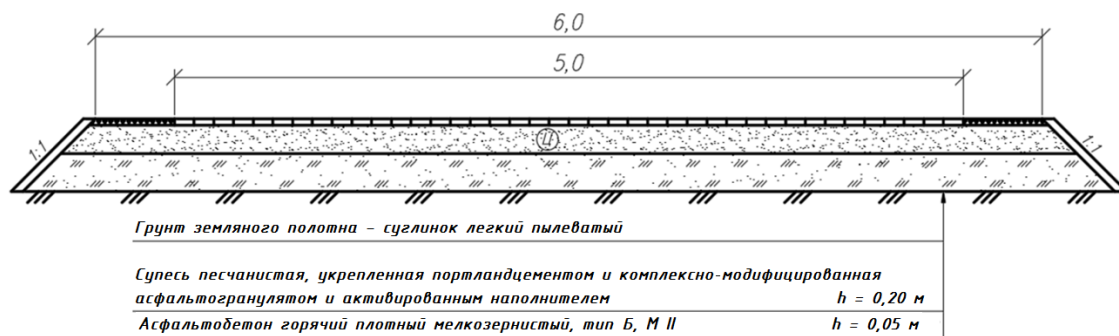 6,0
5,0
Ц
1:1
1:1
Грунт земляного полотна – суглинок легкий пылеватый
Супесь песчанистая, укрепленная портландцементом и комплексно-модифицированная
асфальтогранулятом и активированным наполнителем h = 0,20 м
Асфальтобетон горячий плотный мелкозернистый, тип Б, М II h = 0,05 м